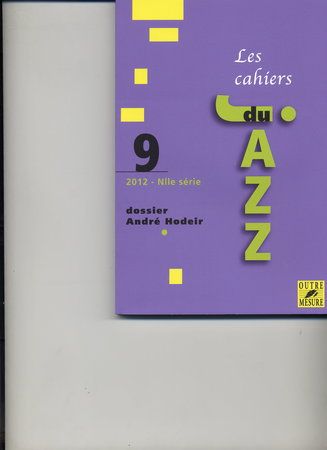 Les
cahiers
du
JAZZ
9
2012 - Nlle série
dossier
André Hodeir
OUTRE
MESURE